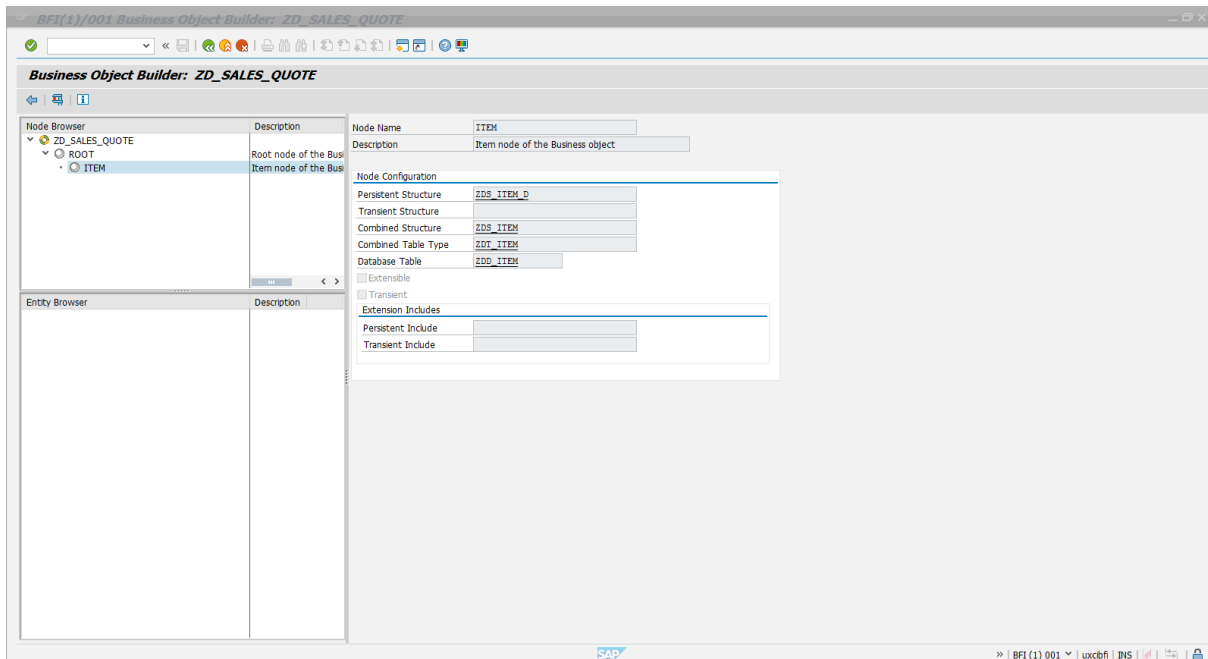 BFI(1)/001 Business Object Builder: ZD_SALES_QUOTE
Business Object Builder: ZD_SALES_QUOTE
Node Browser Description
ZD_SALES_QUOTE
ROOT Root node of the Busi
ITEM Item node of the Busi
Entity Browser Description
Node Name ITEM
Description Item node of the Business object
Node Configuration
Persistent Structure ZDS_ITEM_D
Transient Structure
Combined Structure ZDS_ITEM
Combined Table Type ZDT_ITEM
Database Table ZDD_ITEM
Extensible
Transient
Extension Includes
Persistent Include
Transient Include
SAP
» | BFI (1) 001 | uxcibfi | INS